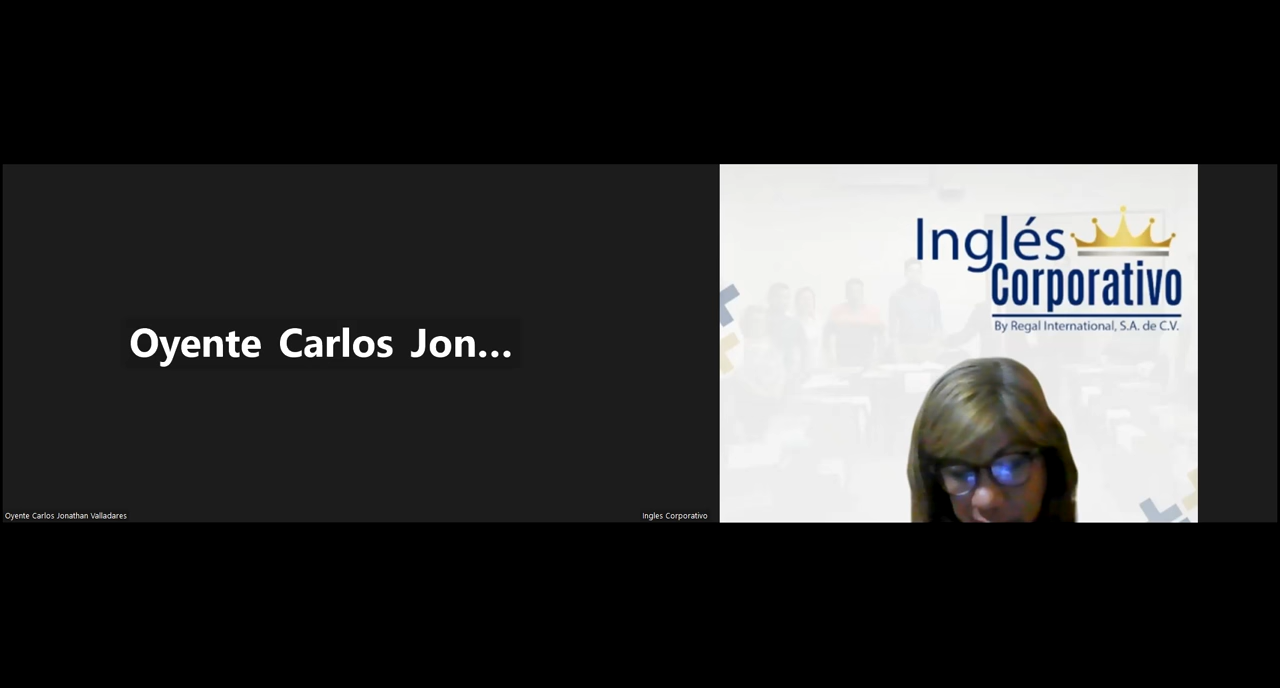 Oyente Carlos Jon...
Oyente Carlos Jonathan Valladares
Ingles Corporativo
Inglés
Corporativo
By Regal International, S.A. de C.V.